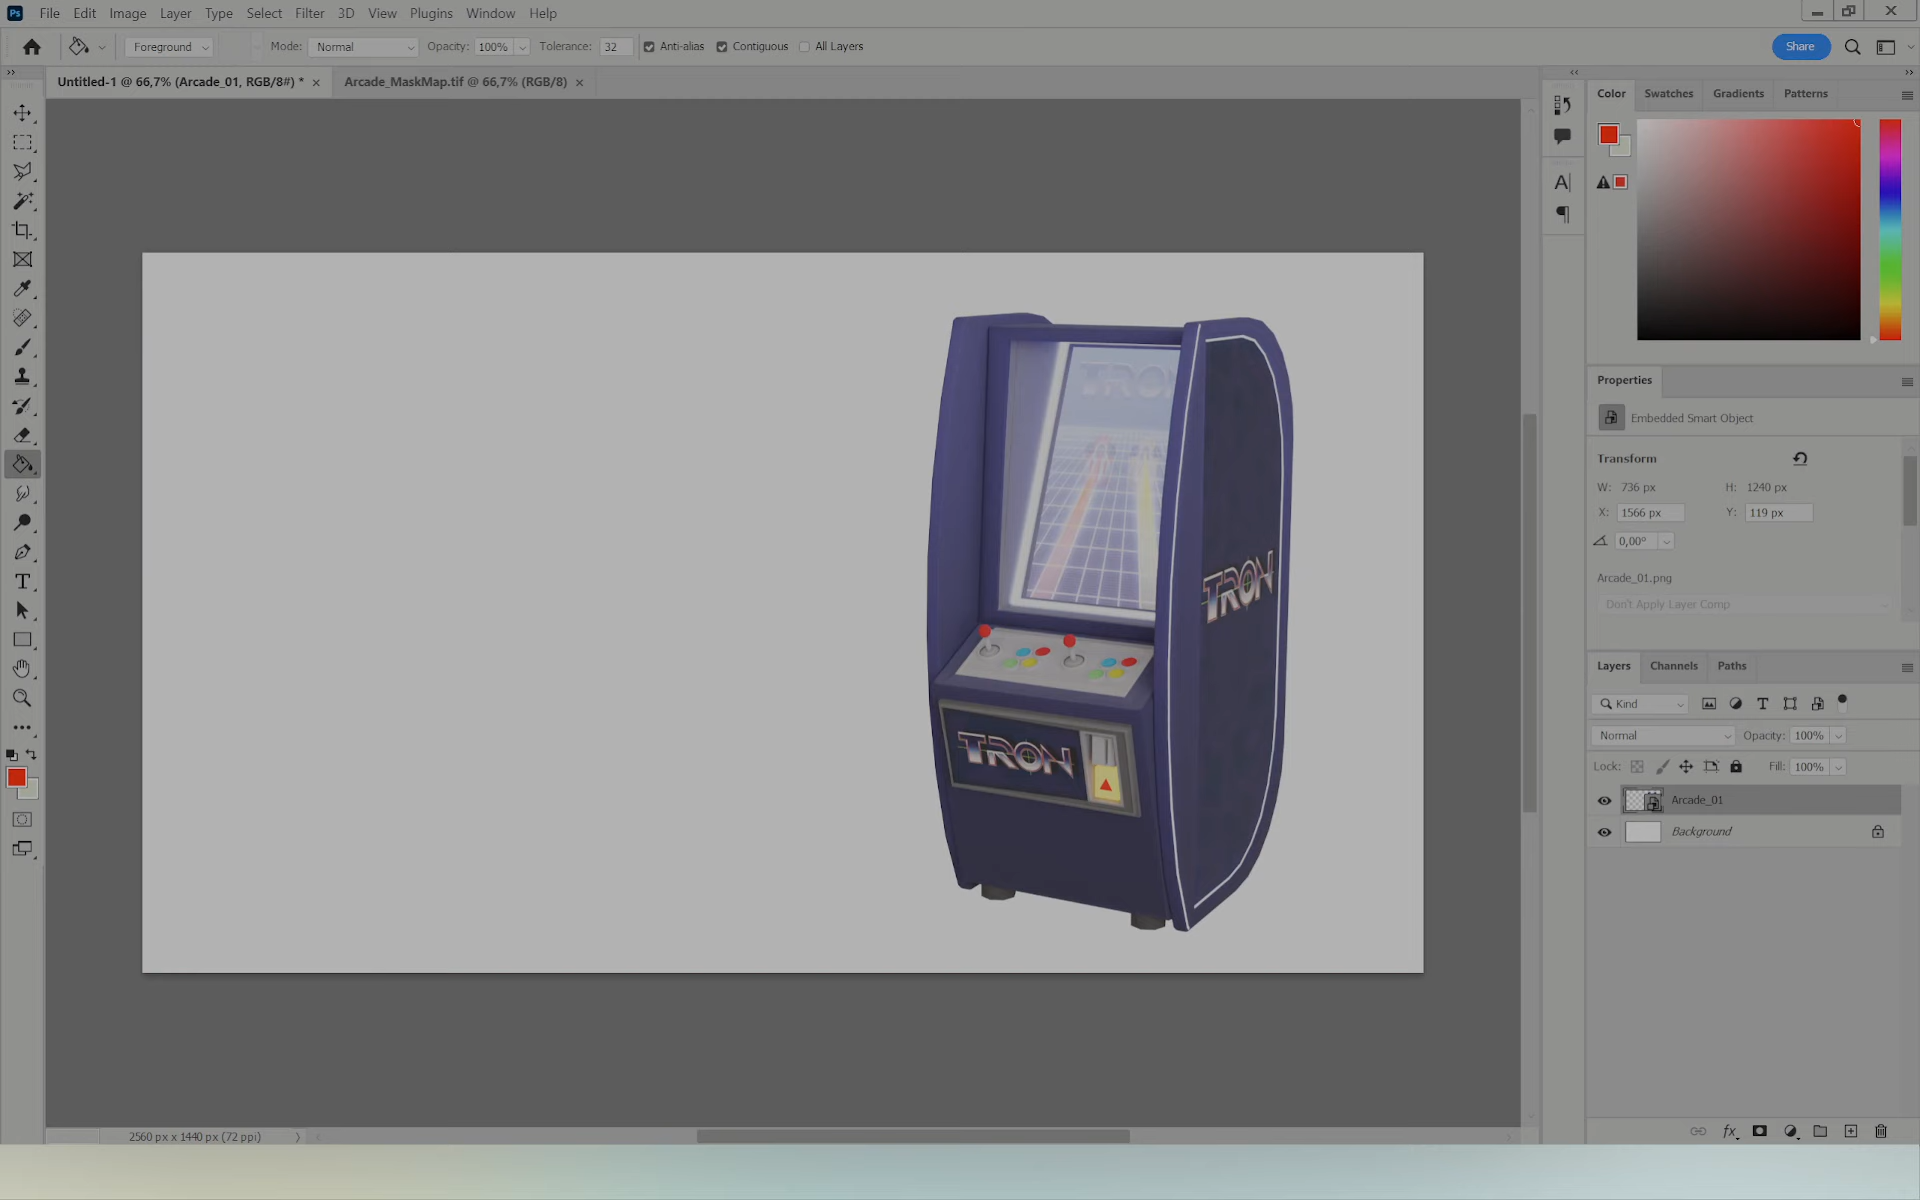 Ps File Edit Image Layer Type Select Filter 3D View Plugins Window Help
Foreground Mode: Normal Opacity: 100% Tolerance: 32 Anti-alias Contiguous All Layers Share
Untitled-1 @ 66,7% (Arcade_01, RGB/8#) * Arcade_MaskMap.tif @ 66,7% (RGB/8)
Color Swatches Gradients Patterns
Properties
Embedded Smart Object
Transform
W: 736 px H: 1240 px
X: 1566 px Y: 119 px
0,00°
Arcade_01.png
Don't Apply Layer Comp
Layers Channels Paths
Kind
Normal Opacity: 100%
Lock: Fill: 100%
Arcade_01
Background
TRON
TRON
TRON
2560 px x 1440 px (72 ppi)